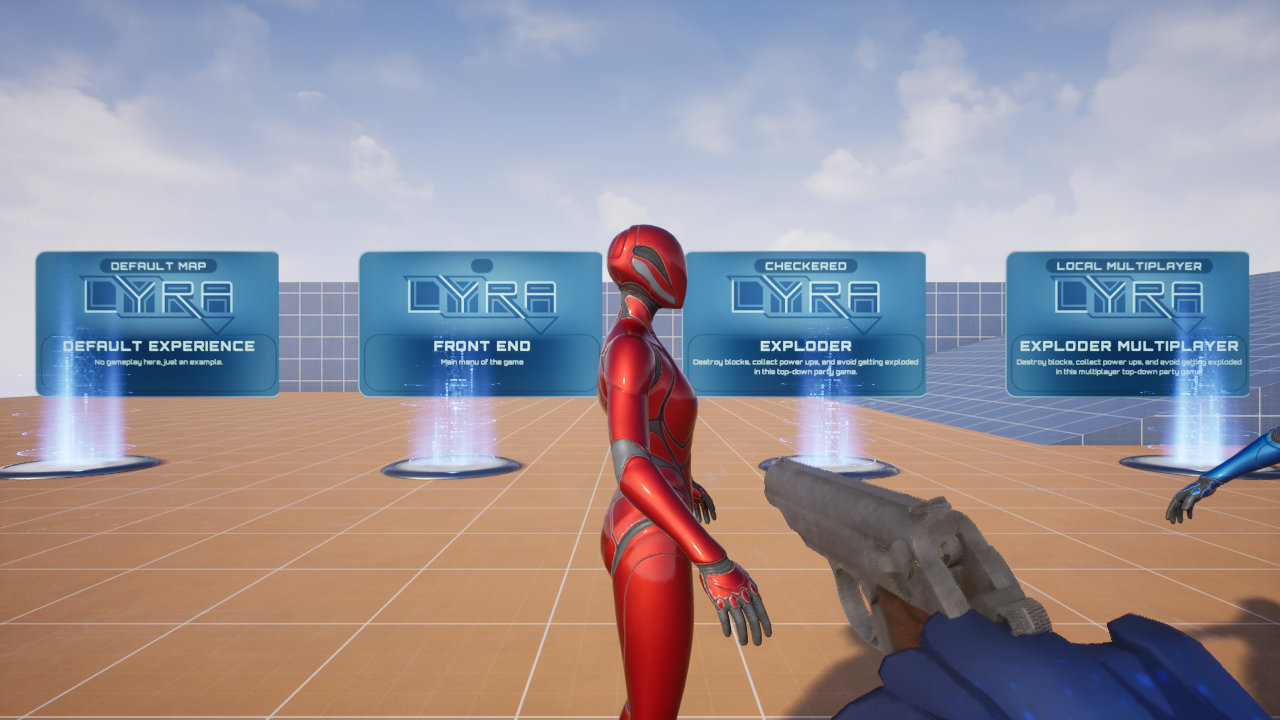 DEFAULT MAP
LYRA
DEFAULT EXPERIENCE
No gameplay here, just an example.
LYRA
FRONT END
Main menu of the game
CHECKERED
LYRA
EXPLODER
Destroy blocks, collect power ups, and avoid getting exploded
in this top-down party game.
LOCAL MULTIPLAYER
LYRA
EXPLODER MULTIPLAYER
Destroy blocks, collect power ups, and avoid getting exploded
in this multiplayer top-down party game.